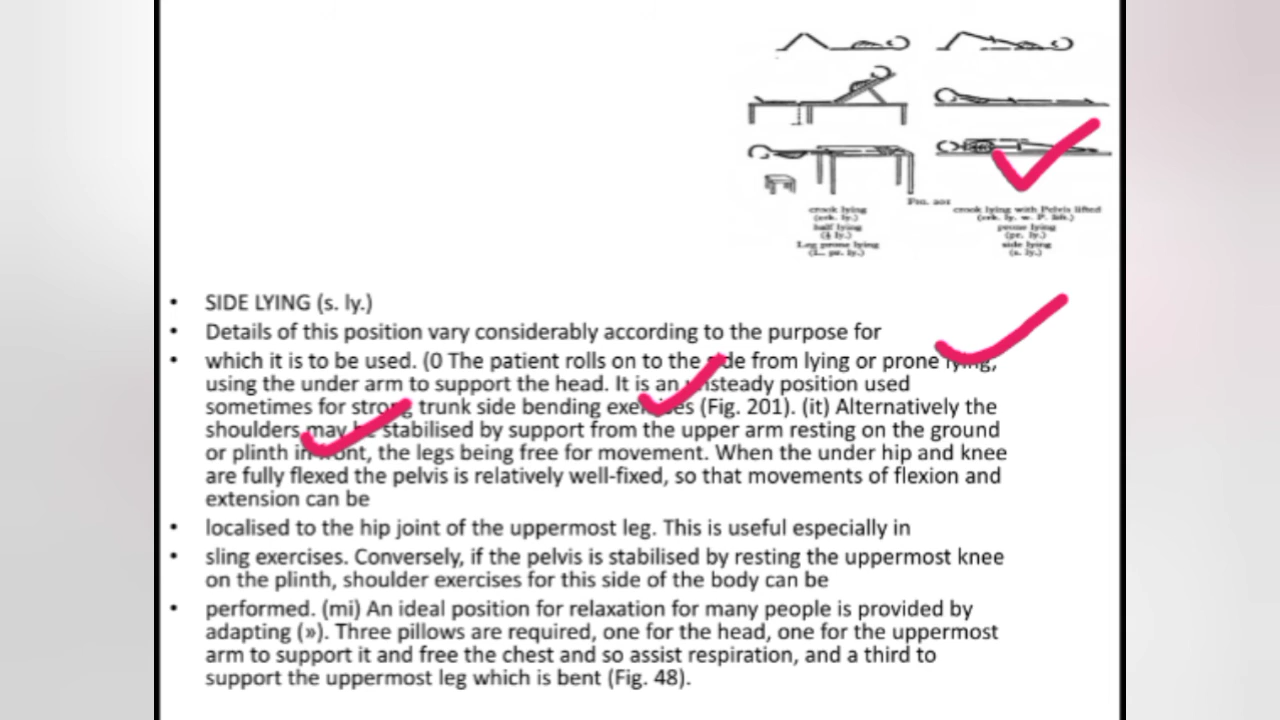 FIG. 201
crook lying
(crk. ly.)
half lying
(½ ly.)
Leg prone lying
(L. pr. ly.)
crook lying with Pelvis lifted
(crk. ly. w. P. lift.)
prone lying
(pr. ly.)
side lying
(s. ly.)
• SIDE LYING (s. ly.)
• Details of this position vary considerably according to the purpose for
• which it is to be used. (0 The patient rolls on to the side from lying or prone lying,
using the under arm to support the head. It is an unsteady position used
sometimes for strong trunk side bending exercises (Fig. 201). (it) Alternatively the
shoulders may be stabilised by support from the upper arm resting on the ground
or plinth in front, the legs being free for movement. When the under hip and knee
are fully flexed the pelvis is relatively well-fixed, so that movements of flexion and
extension can be
• localised to the hip joint of the uppermost leg. This is useful especially in
• sling exercises. Conversely, if the pelvis is stabilised by resting the uppermost knee
on the plinth, shoulder exercises for this side of the body can be
• performed. (mi) An ideal position for relaxation for many people is provided by
adapting (»). Three pillows are required, one for the head, one for the uppermost
arm to support it and free the chest and so assist respiration, and a third to
support the uppermost leg which is bent (Fig. 48).